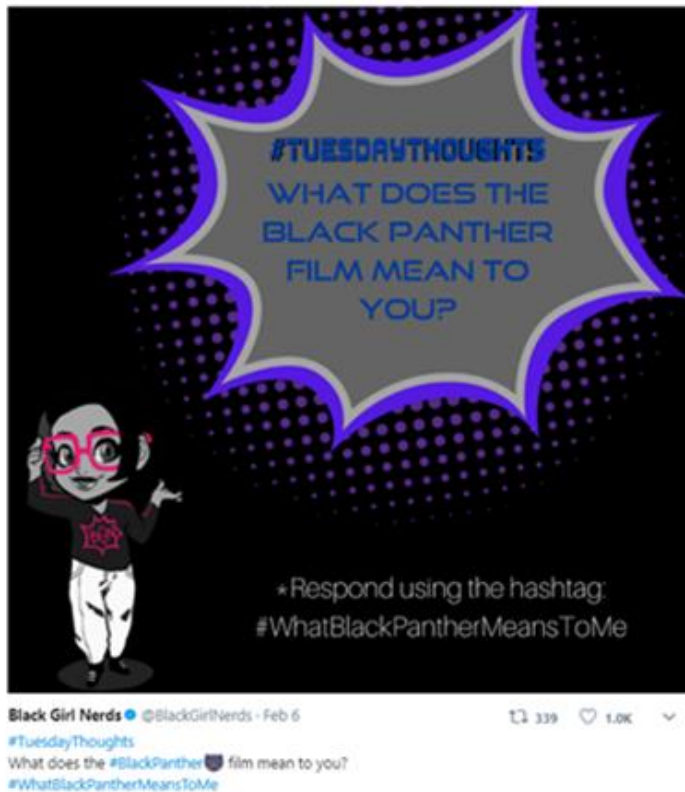 #TUESDAYTHOUGHTS
WHAT DOES THE
BLACK PANTHER
FILM MEAN TO
YOU?
*Respond using the hashtag:
#WhatBlackPantherMeansToMe
Black Girl Nerds @BlackGirlNerds · Feb 6 339 1.0K
#TuesdayThoughts
What does the #BlackPanther film mean to you?
#WhatBlackPantherMeansToMe